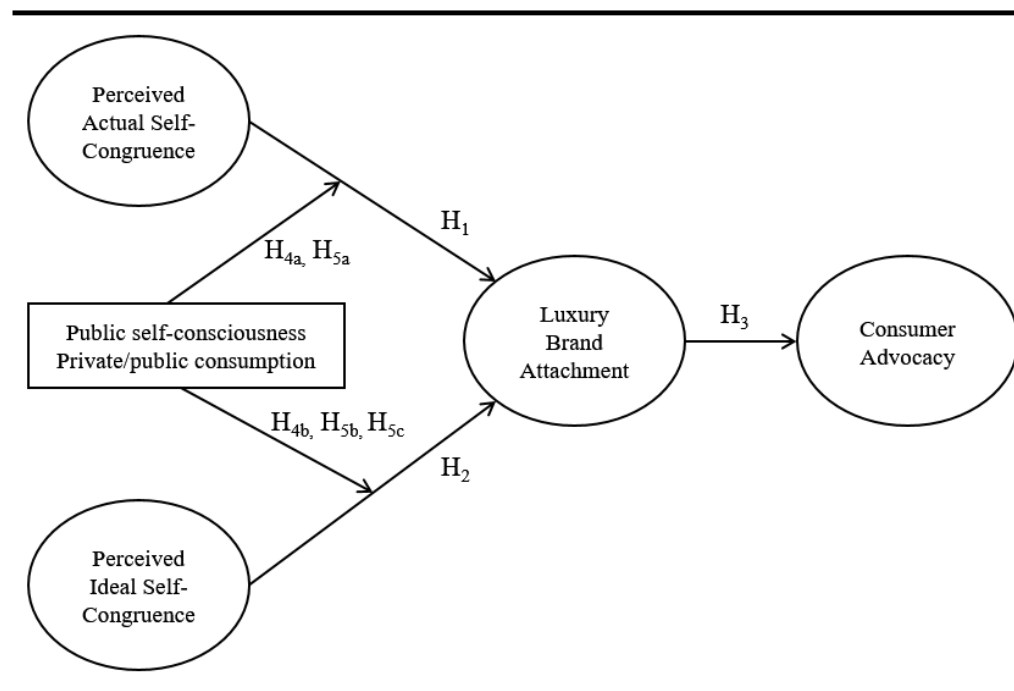 Perceived
Actual Self-
Congruence
H1
H4a, H5a
Public self-consciousness
Private/public consumption
Luxury
Brand
Attachment
H3
Consumer
Advocacy
H4b, H5b, H5c
H2
Perceived
Ideal Self-
Congruence